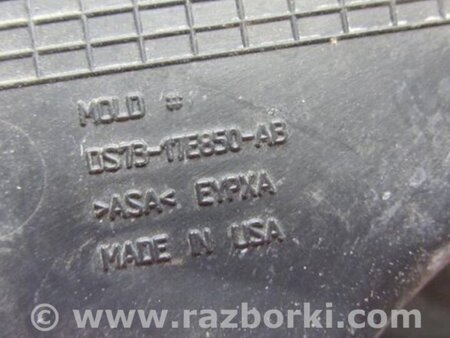 MOLD #
DS7B-17E850-AB
>ASA< EYPXA
MADE IN USA
© www.razborki.com